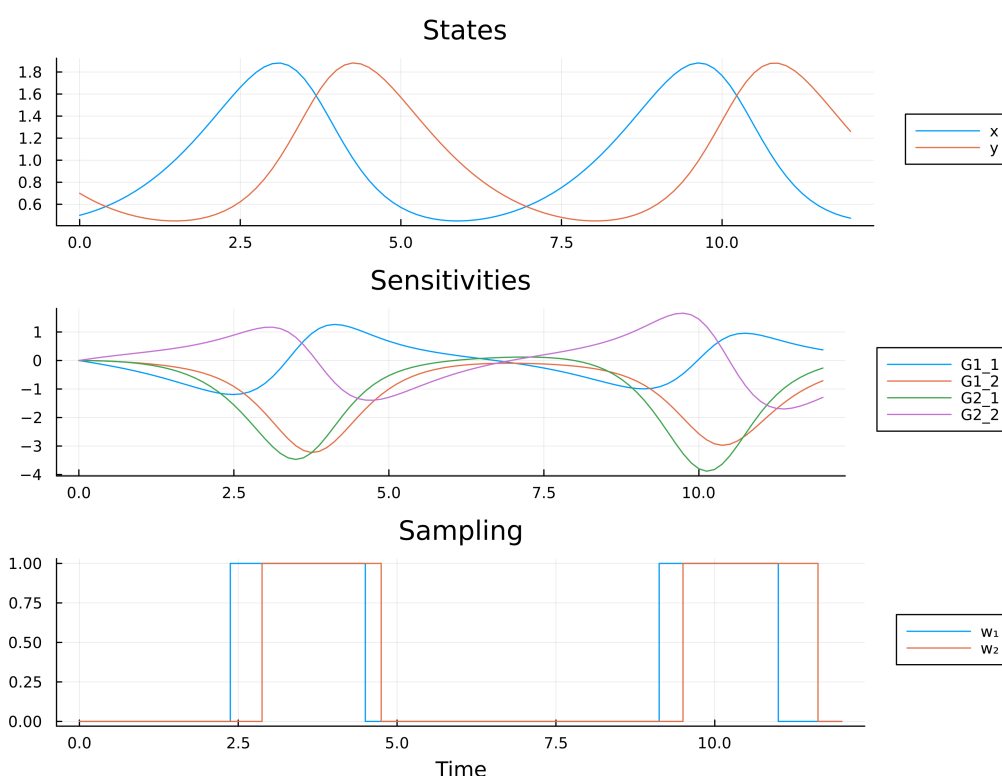 States
1.8
1.6
1.4
1.2
1.0
0.8
0.6
0.0 2.5 5.0 7.5 10.0
x
y
Sensitivities
1
0
−1
−2
−3
−4
0.0 2.5 5.0 7.5 10.0
G1_1
G1_2
G2_1
G2_2
Sampling
1.00
0.75
0.50
0.25
0.00
0.0 2.5 5.0 7.5 10.0
w₁
w₂
Time